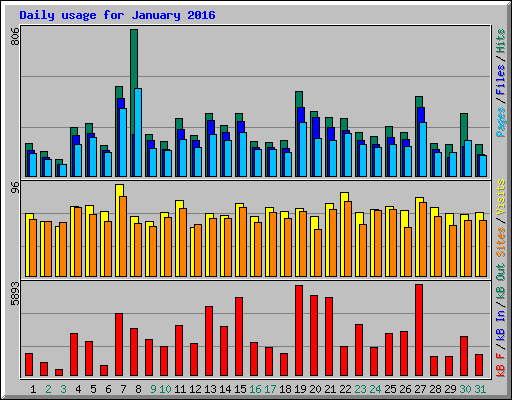 Daily usage for January 2016
806
Pages / Files / Hits
96
Sites / Visits
5893
kB F / kB In / kB Out
1 2 3 4 5 6 7 8 9 10 11 12 13 14 15 16 17 18 19 20 21 22 23 24 25 26 27 28 29 30 31